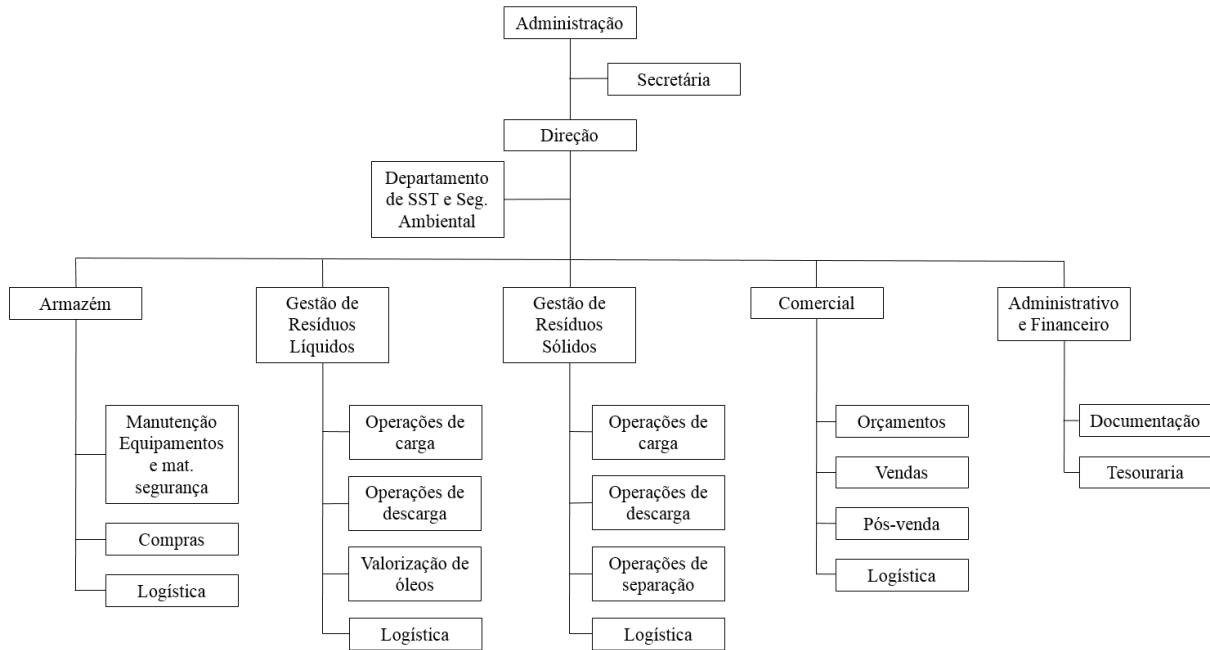 Administração
Secretária
Direção
Departamento
de SST e Seg.
Ambiental
Armazém
Manutenção
Equipamentos
e mat.
segurança
Compras
Logística
Gestão de
Resíduos
Líquidos
Operações de
carga
Operações de
descarga
Valorização de
óleos
Logística
Gestão de
Resíduos
Sólidos
Operações de
carga
Operações de
descarga
Operações de
separação
Logística
Comercial
Orçamentos
Vendas
Pós-venda
Logística
Administrativo
e Financeiro
Documentação
Tesouraria